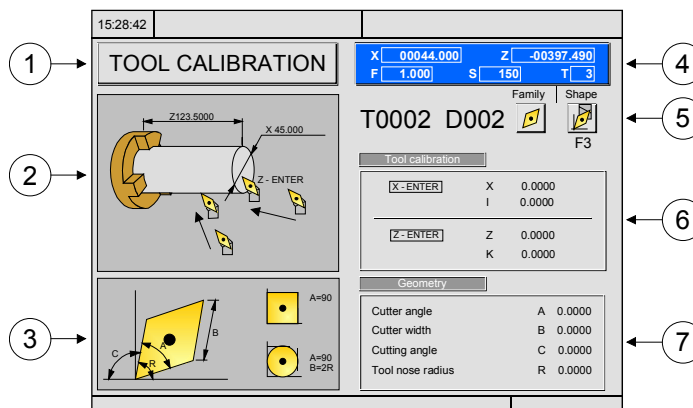 15:28:42
1
TOOL CALIBRATION
X 00044.000 Z -00397.490
F 1.000 S 150 T 3
4
Family Shape
T0002 D002
F3
5
2
Z123.5000
X 45.000
Z - ENTER
Tool calibration
X - ENTER X 0.0000
I 0.0000
Z - ENTER Z 0.0000
K 0.0000
6
3
C A R B
A=90
A=90
B=2R
Geometry
Cutter angle A 0.0000
Cutter width B 0.0000
Cutting angle C 0.0000
Tool nose radius R 0.0000
7